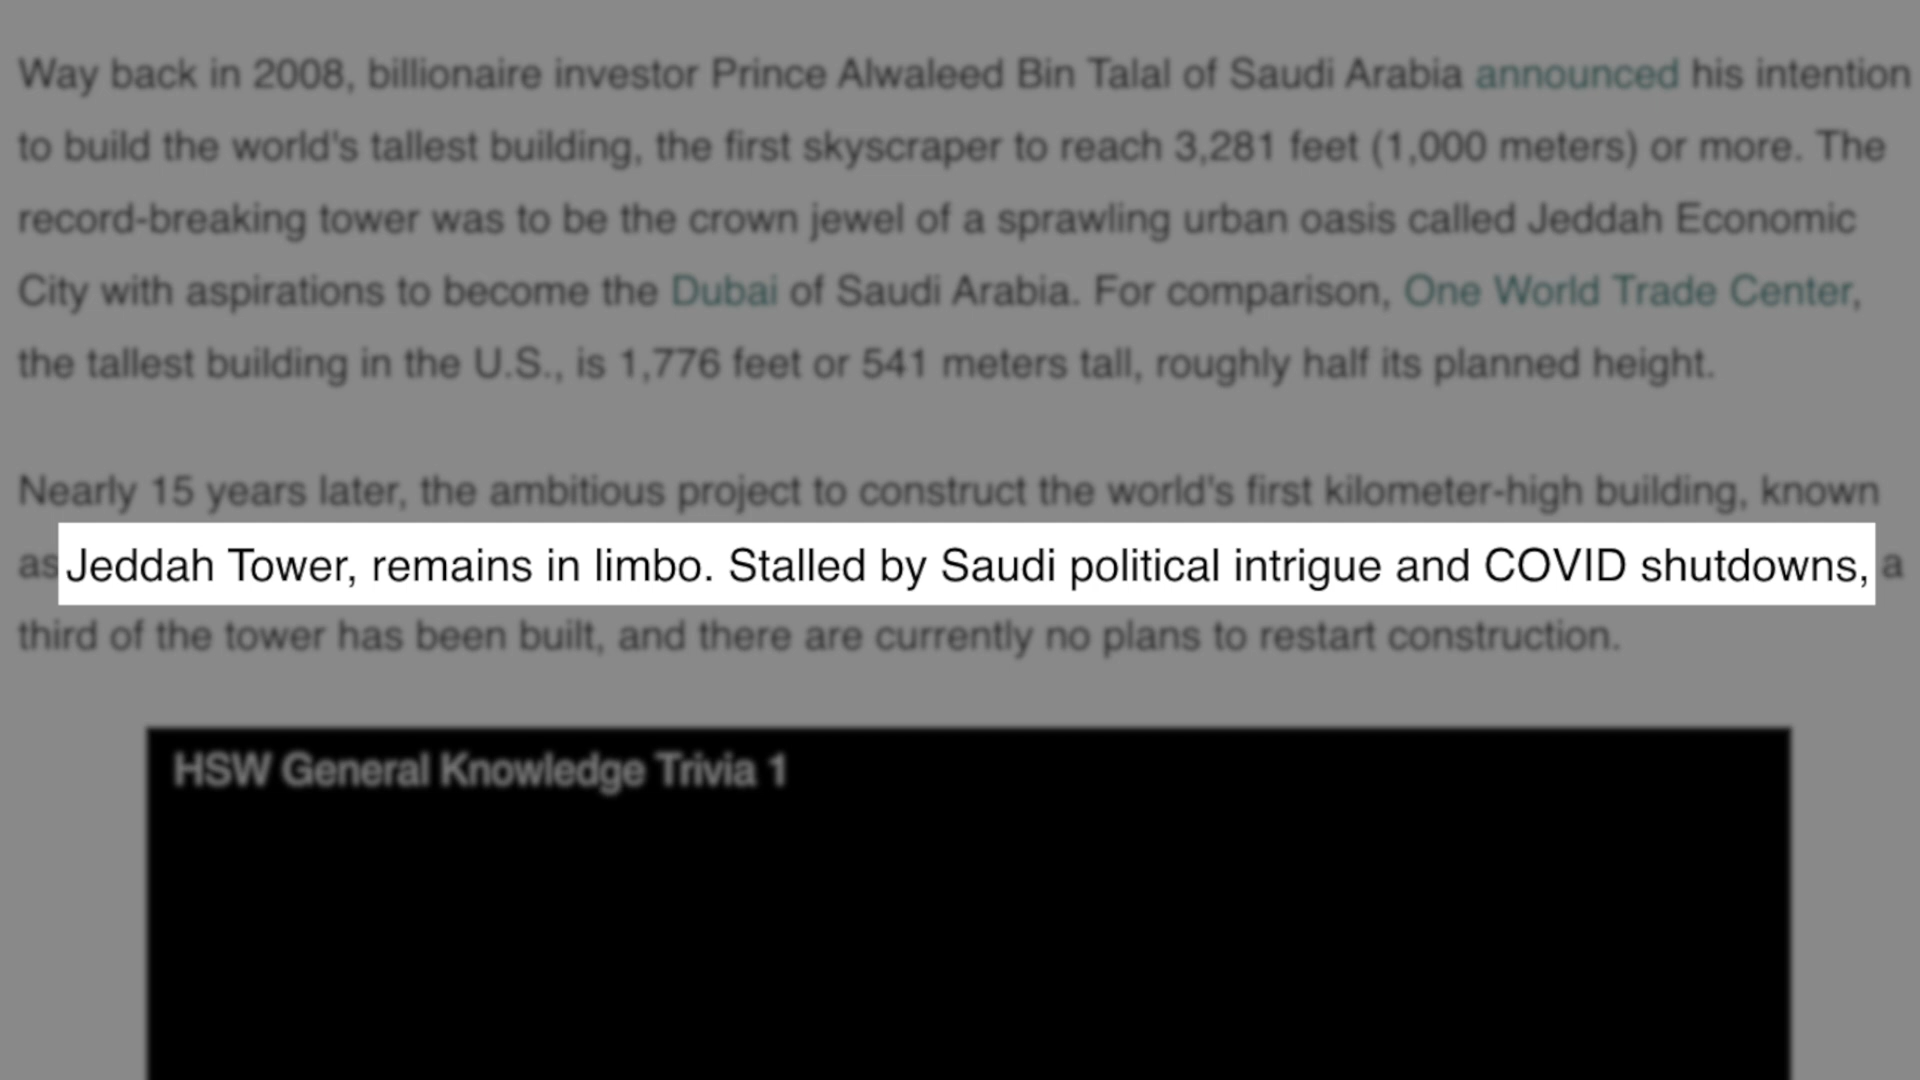 Way back in 2008, billionaire investor Prince Alwaleed Bin Talal of Saudi Arabia announced his intention
to build the world's tallest building, the first skyscraper to reach 3,281 feet (1,000 meters) or more. The
record-breaking tower was to be the crown jewel of a sprawling urban oasis called Jeddah Economic
City with aspirations to become the Dubai of Saudi Arabia. For comparison, One World Trade Center,
the tallest building in the U.S., is 1,776 feet or 541 meters tall, roughly half its planned height.
Nearly 15 years later, the ambitious project to construct the world's first kilometer-high building, known
as Jeddah Tower, remains in limbo. Stalled by Saudi political intrigue and COVID shutdowns, a
third of the tower has been built, and there are currently no plans to restart construction.
HSW General Knowledge Trivia 1